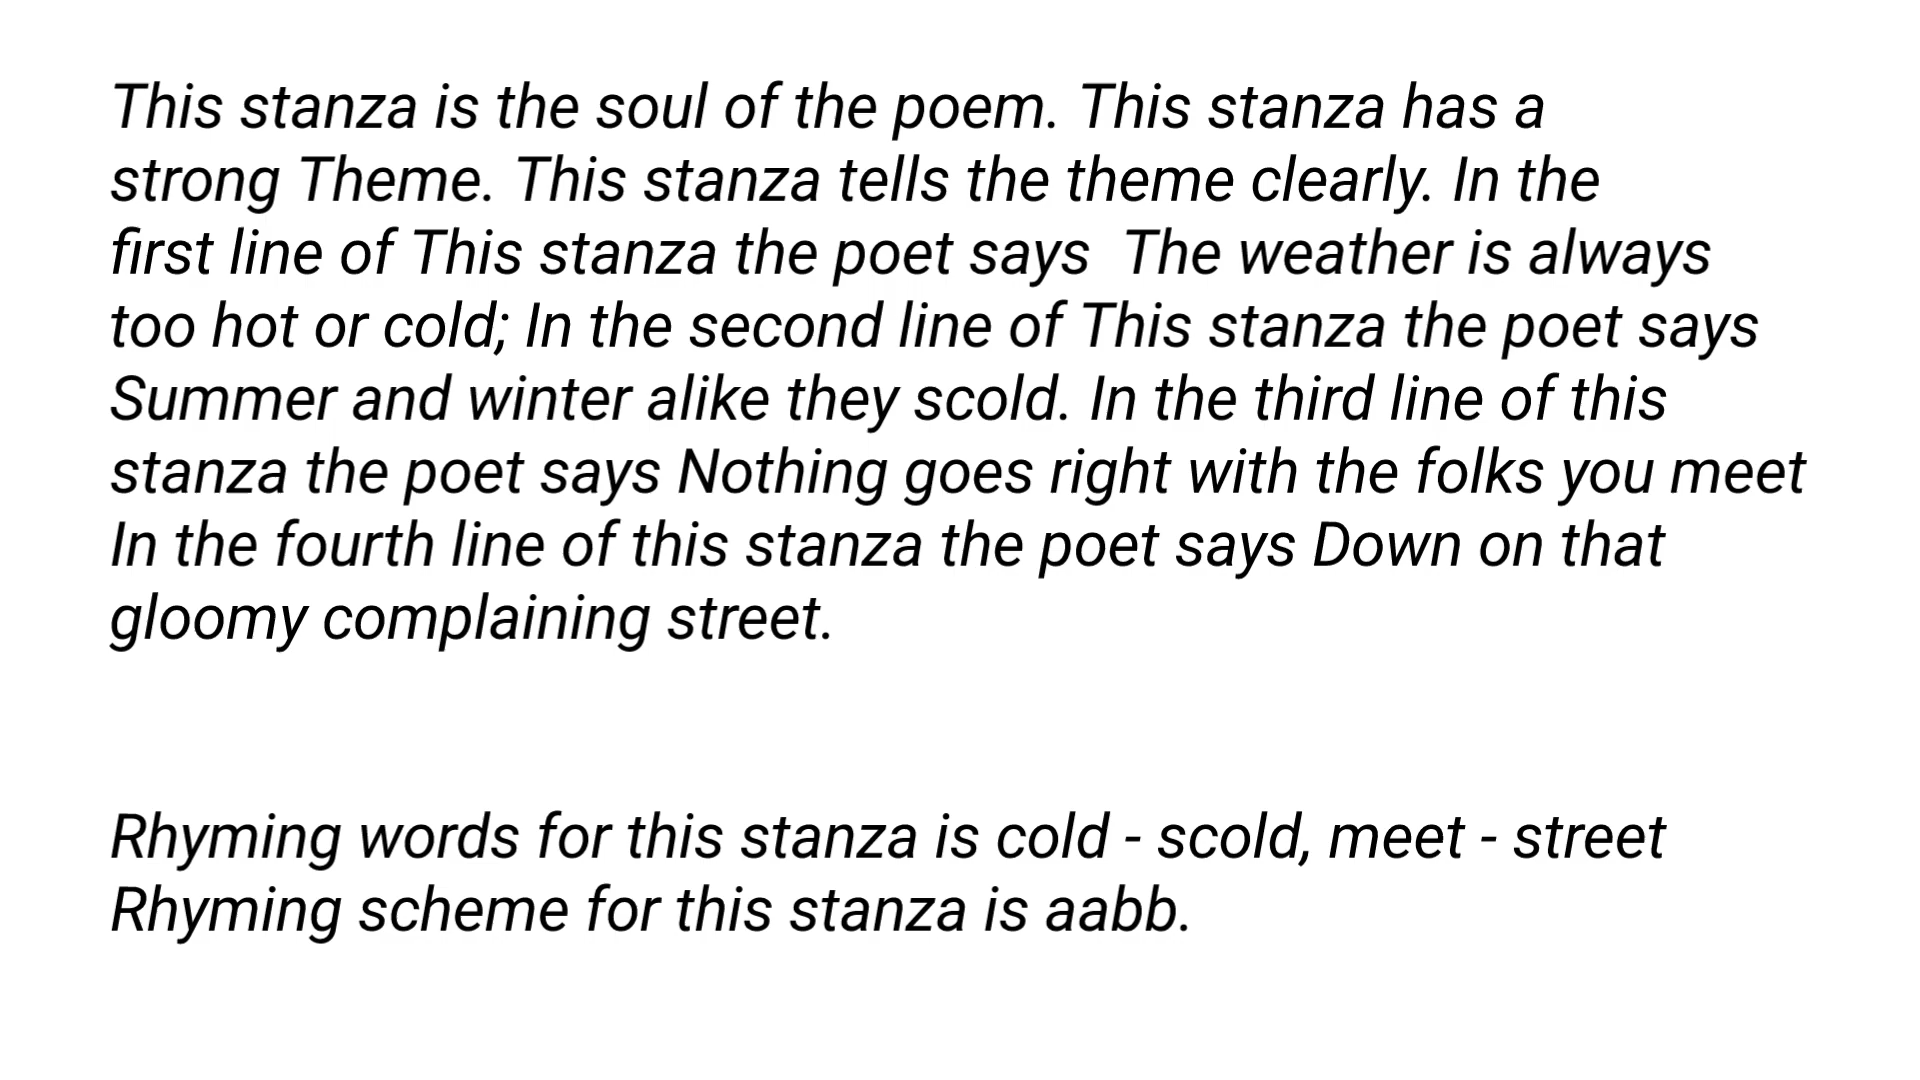 This stanza is the soul of the poem. This stanza has a
strong Theme. This stanza tells the theme clearly. In the
first line of This stanza the poet says  The weather is always
too hot or cold; In the second line of This stanza the poet says
Summer and winter alike they scold. In the third line of this
stanza the poet says Nothing goes right with the folks you meet
In the fourth line of this stanza the poet says Down on that
gloomy complaining street.
Rhyming words for this stanza is cold - scold, meet - street
Rhyming scheme for this stanza is aabb.